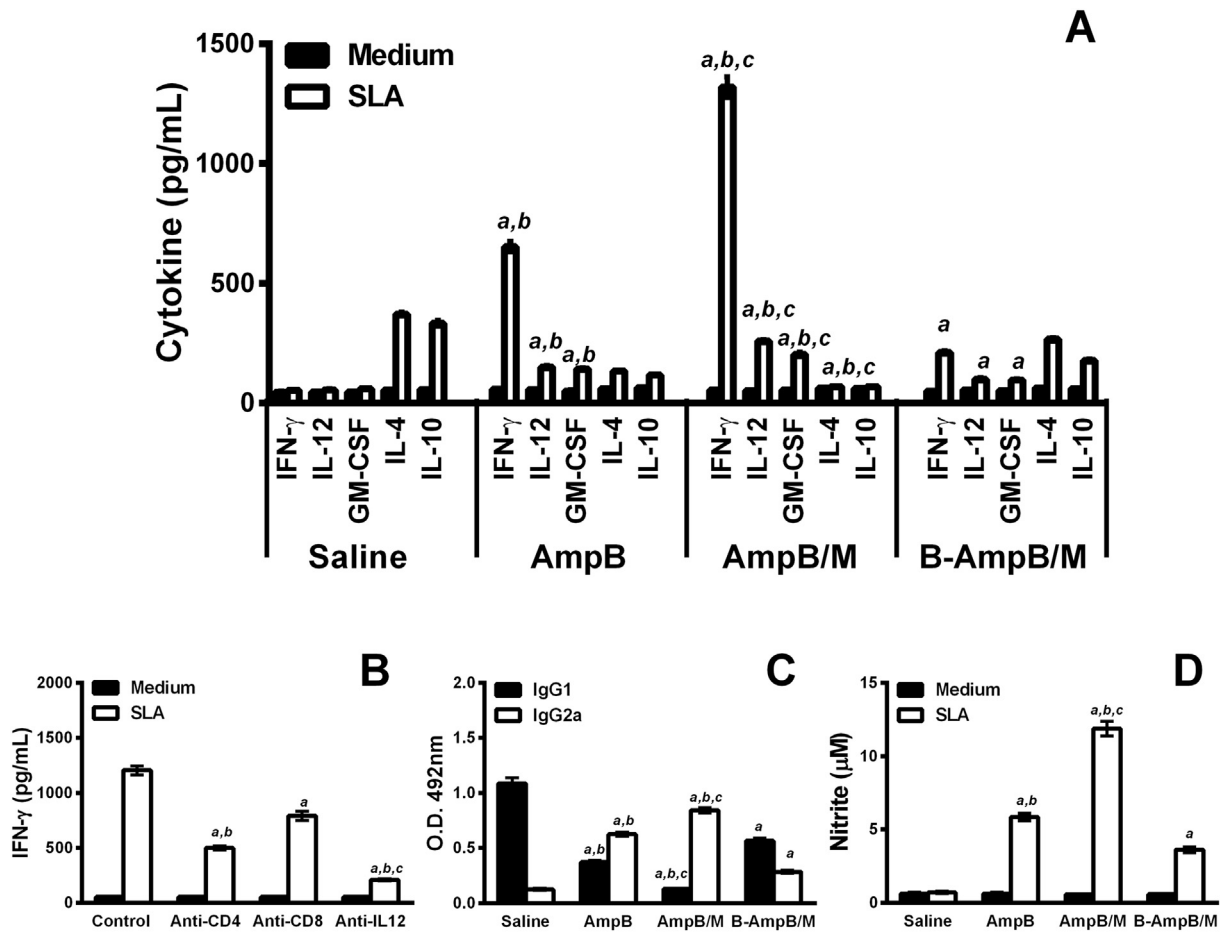 A
1500
1000
500
0
Cytokine (pg/mL)
Medium
SLA
a,b
a,b
a,b
a,b,c
a,b,c
a,b,c
a,b,c
a
a
a
IFN-γ IL-12 GM-CSF IL-4 IL-10 IFN-γ IL-12 GM-CSF IL-4 IL-10 IFN-γ IL-12 GM-CSF IL-4 IL-10 IFN-γ IL-12 GM-CSF IL-4 IL-10
Saline AmpB AmpB/M B-AmpB/M
B
2000
1500
1000
500
0
IFN-γ (pg/mL)
Medium
SLA
a,b
a
a,b,c
Control Anti-CD4 Anti-CD8 Anti-IL12
C
2.0
1.5
1.0
0.5
0.0
O.D. 492nm
IgG1
IgG2a
a,b
a,b
a,b,c
a,b,c
a
a
Saline AmpB AmpB/M B-AmpB/M
D
15
10
5
0
Nitrite (µM)
Medium
SLA
a,b
a,b,c
a
Saline AmpB AmpB/M B-AmpB/M